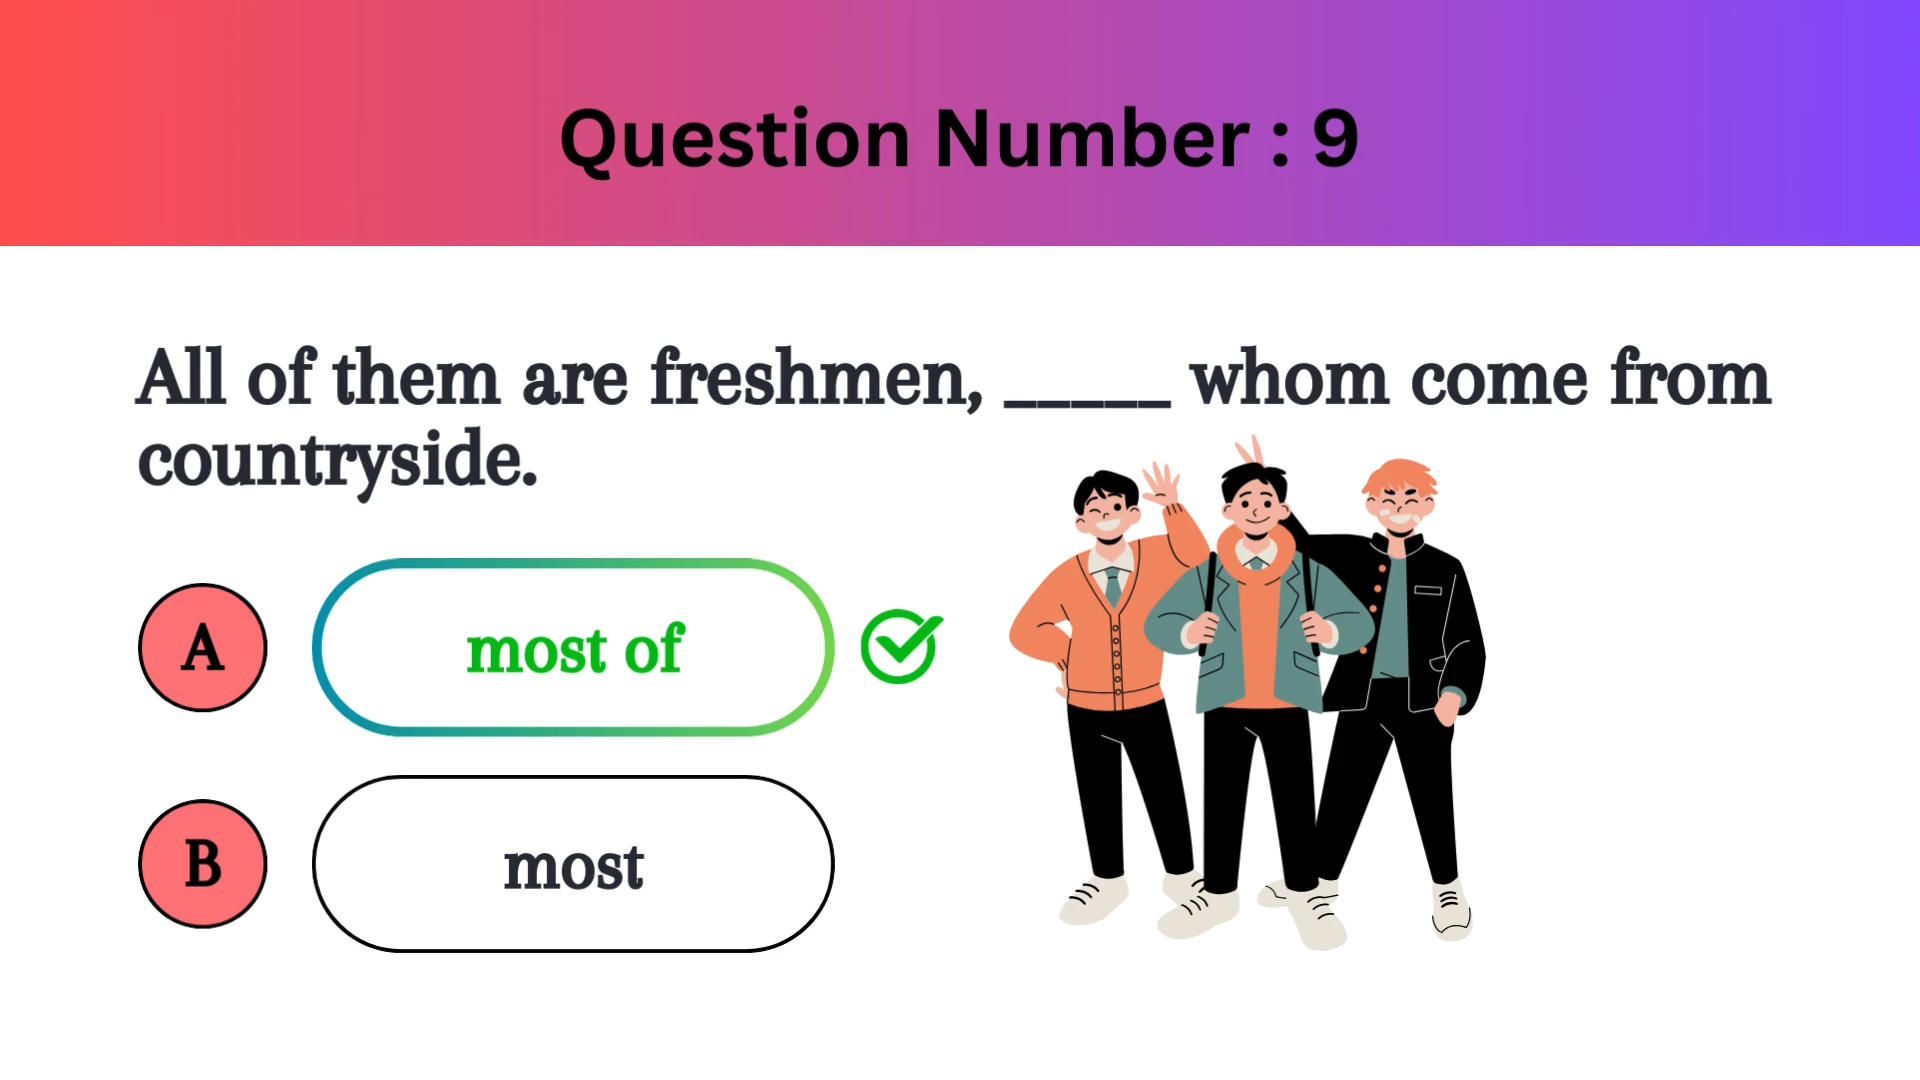 Question Number : 9
All of them are freshmen, _____ whom come from
countryside.
A
most of
B
most